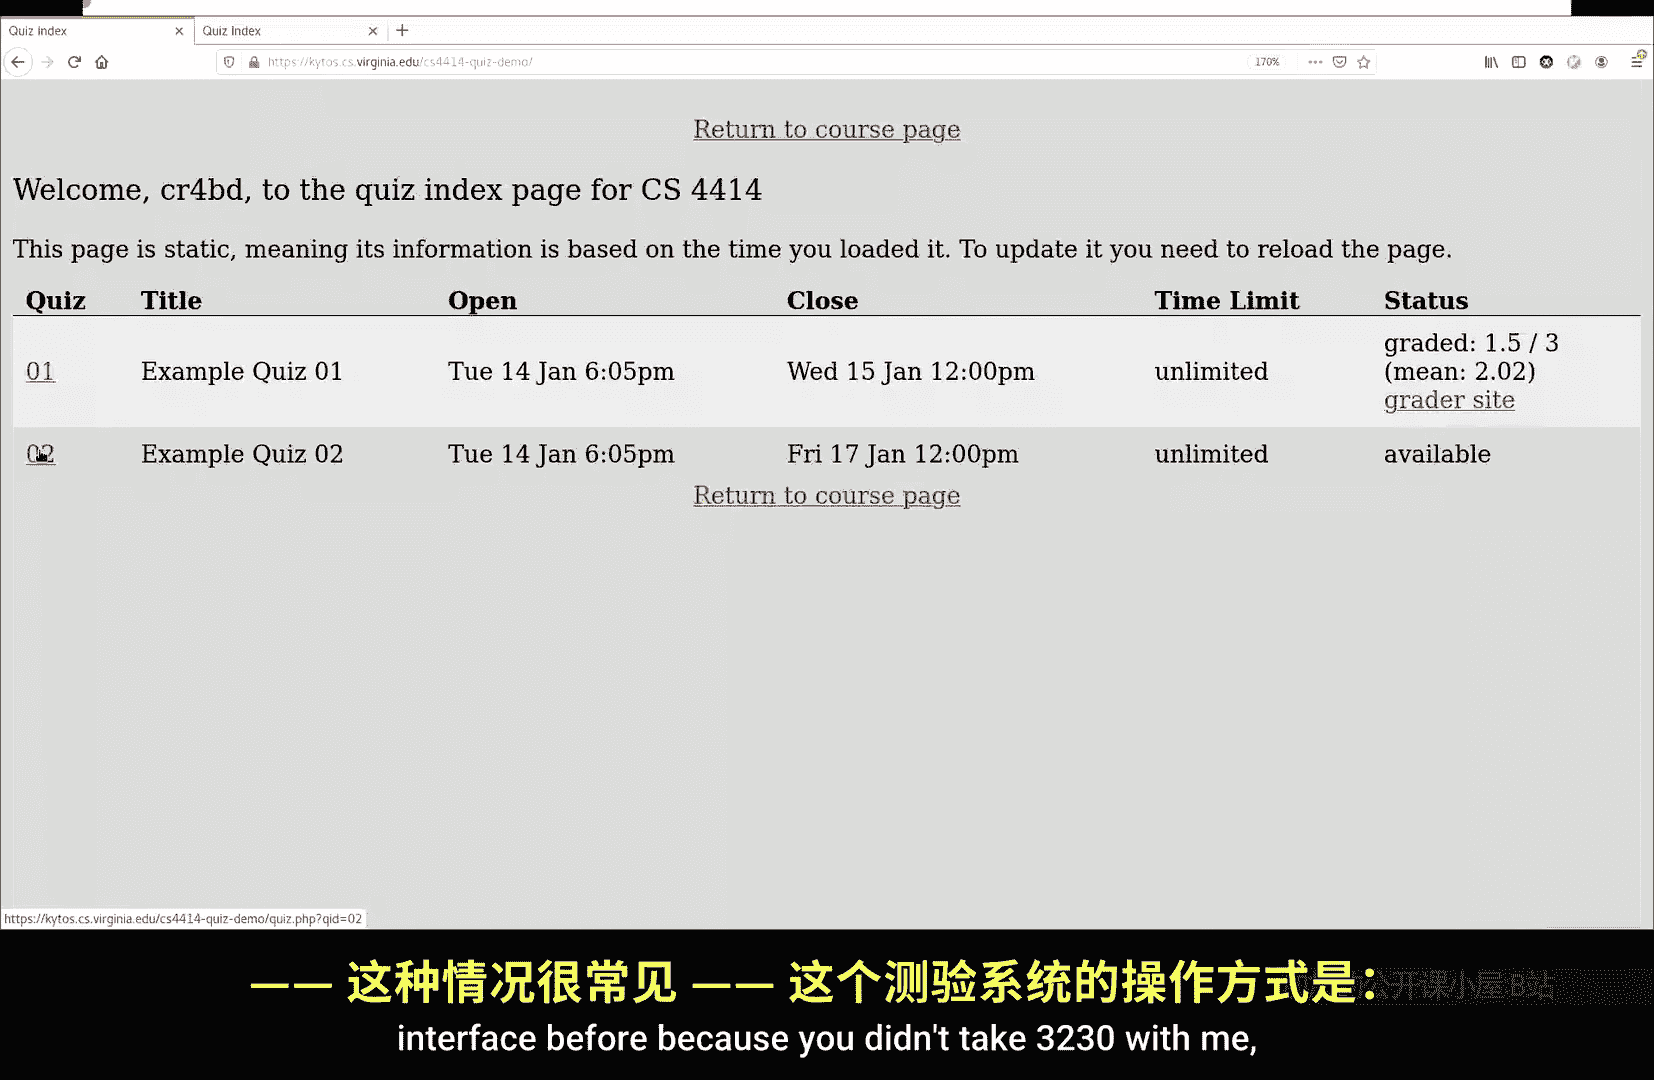 Quiz Index
Quiz Index
https://kytos.cs.virginia.edu/cs4414-quiz-demo/
170%
Return to course page
Welcome, cr4bd, to the quiz index page for CS 4414
This page is static, meaning its information is based on the time you loaded it. To update it you need to reload the page.
Quiz Title Open Close Time Limit Status
01 Example Quiz 01 Tue 14 Jan 6:05pm Wed 15 Jan 12:00pm unlimited graded: 1.5 / 3
(mean: 2.02)
grader site
02 Example Quiz 02 Tue 14 Jan 6:05pm Fri 17 Jan 12:00pm unlimited available
Return to course page
https://kytos.cs.virginia.edu/cs4414-quiz-demo/quiz.php?qid=02
—— 这种情况很常见 —— 这个测验系统的操作方式是：
公开课小屋 B站
interface before because you didn't take 3230 with me,